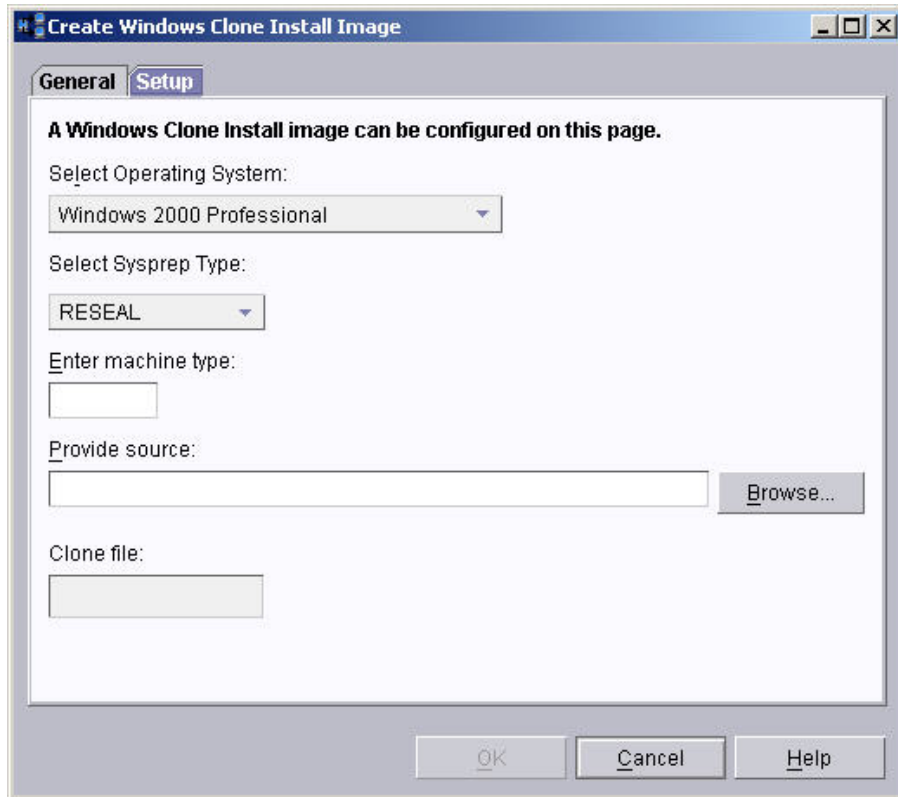 Create Windows Clone Install Image
General Setup
A Windows Clone Install image can be configured on this page.
Select Operating System:
Windows 2000 Professional
Select Sysprep Type:
RESEAL
Enter machine type:
Provide source:
Browse...
Clone file:
OK Cancel Help